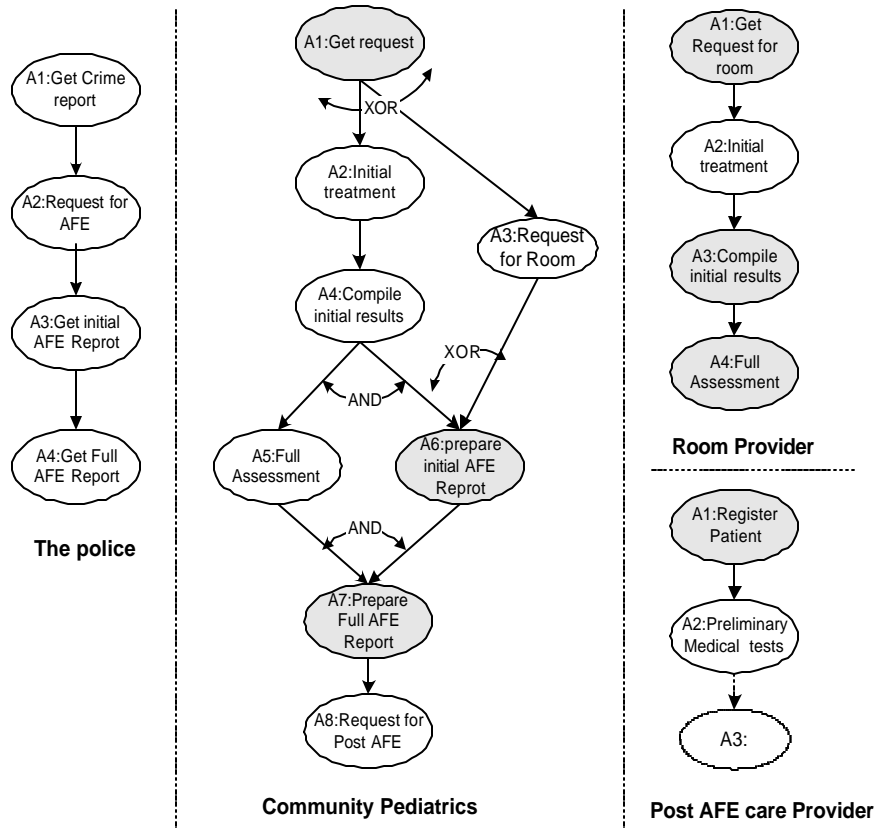 A1:Get Crime
report
A2:Request for
AFE
A3:Get initial
AFE Reprot
A4:Get Full
AFE Report
The police
A1:Get request
XOR
A2:Initial
treatment
A3:Request
for Room
A4:Compile
initial results
XOR
AND
A5:Full
Assessment
A6:prepare
initial AFE
Reprot
AND
A7:Prepare
Full AFE
Report
A8:Request for
Post AFE
Community Pediatrics
A1:Get
Request for
room
A2:Initial
treatment
A3:Compile
initial results
A4:Full
Assessment
Room Provider
A1:Register
Patient
A2:Preliminary
Medical tests
A3:
Post AFE care Provider